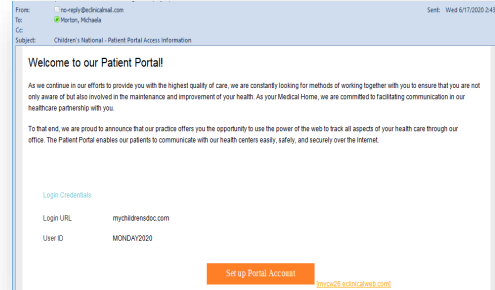 From: no-reply@eclinicalmail.com Sent: Wed 6/17/2020 2:43
To: Morton, Michaela
Cc:
Subject: Children's National - Patient Portal Access Information
Welcome to our Patient Portal!
As we continue in our efforts to provide you with the highest quality of care, we are constantly looking for methods of working together with you to ensure that you are not
only aware of but also involved in the maintenance and improvement of your health. As your Medical Home, we are committed to facilitating communication in our
healthcare partnership with you.
To that end, we are proud to announce that our practice offers you the opportunity to use the power of the web to track all aspects of your health care through our
office. The Patient Portal enables our patients to communicate with our health centers easily, safely, and securely over the Internet.
Login Credentials
Login URL mychildrensdoc.com
User ID MONDAY2020
Set up Portal Account
[mycw26.eclinicalweb.com]